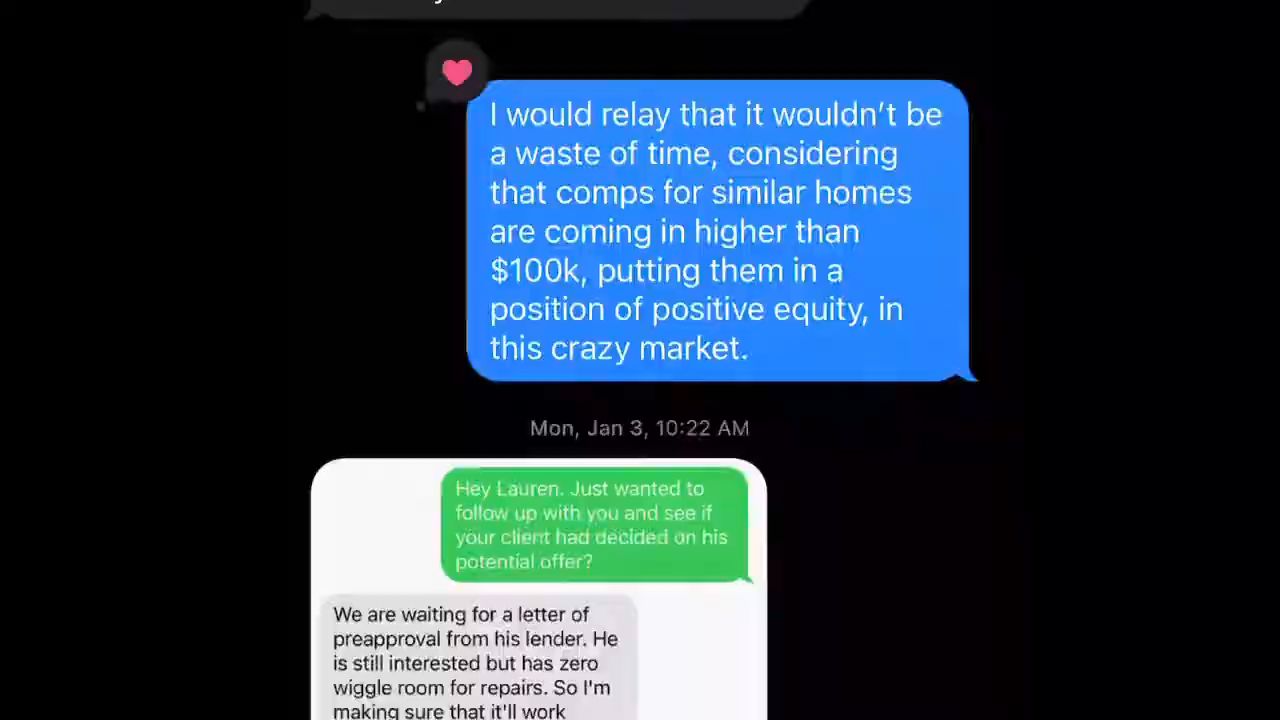 I would relay that it wouldn't be
a waste of time, considering
that comps for similar homes
are coming in higher than
$100k, putting them in a
position of positive equity, in
this crazy market.
Mon, Jan 3, 10:22 AM
Hey Lauren. Just wanted to
follow up with you and see if
your client had decided on his
potential offer?
We are waiting for a letter of
preapproval from his lender. He
is still interested but has zero
wiggle room for repairs. So I'm
making sure that it'll work